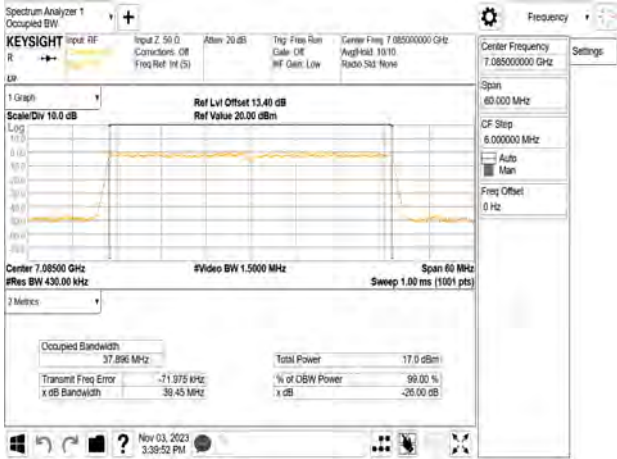 Spectrum Analyzer 1
Occupied BW
+
Frequency
KEYSIGHT Input: RF
R
Input Z: 50 Ω
Corrections: Off
Freq Ref: Int (S)
Atten: 20 dB
Trig: Free Run
Gate: Off
#IF Gain: Low
Center Freq: 7.085000000 GHz
Avg|Hold: 10/10
Radio Std: None
Center Frequency
7.085000000 GHz
Settings
Span
60.000 MHz
CF Step
6.000000 MHz
Auto
Man
Freq Offset
0 Hz
1 Graph
Scale/Div 10.0 dB
Ref Lvl Offset 13.40 dB
Ref Value 20.00 dBm
Log
10.0
0.00
Center 7.08500 GHz
#Res BW 430.00 kHz
#Video BW 1.5000 MHz
Span 60 MHz
Sweep 1.00 ms (1001 pts)
2 Metrics
Occupied Bandwidth
37.896 MHz
Total Power 17.0 dBm
Transmit Freq Error -71.975 kHz
% of OBW Power 99.00 %
x dB Bandwidth 39.45 MHz
x dB -26.00 dB
?
Nov 03, 2023
3:39:52 PM